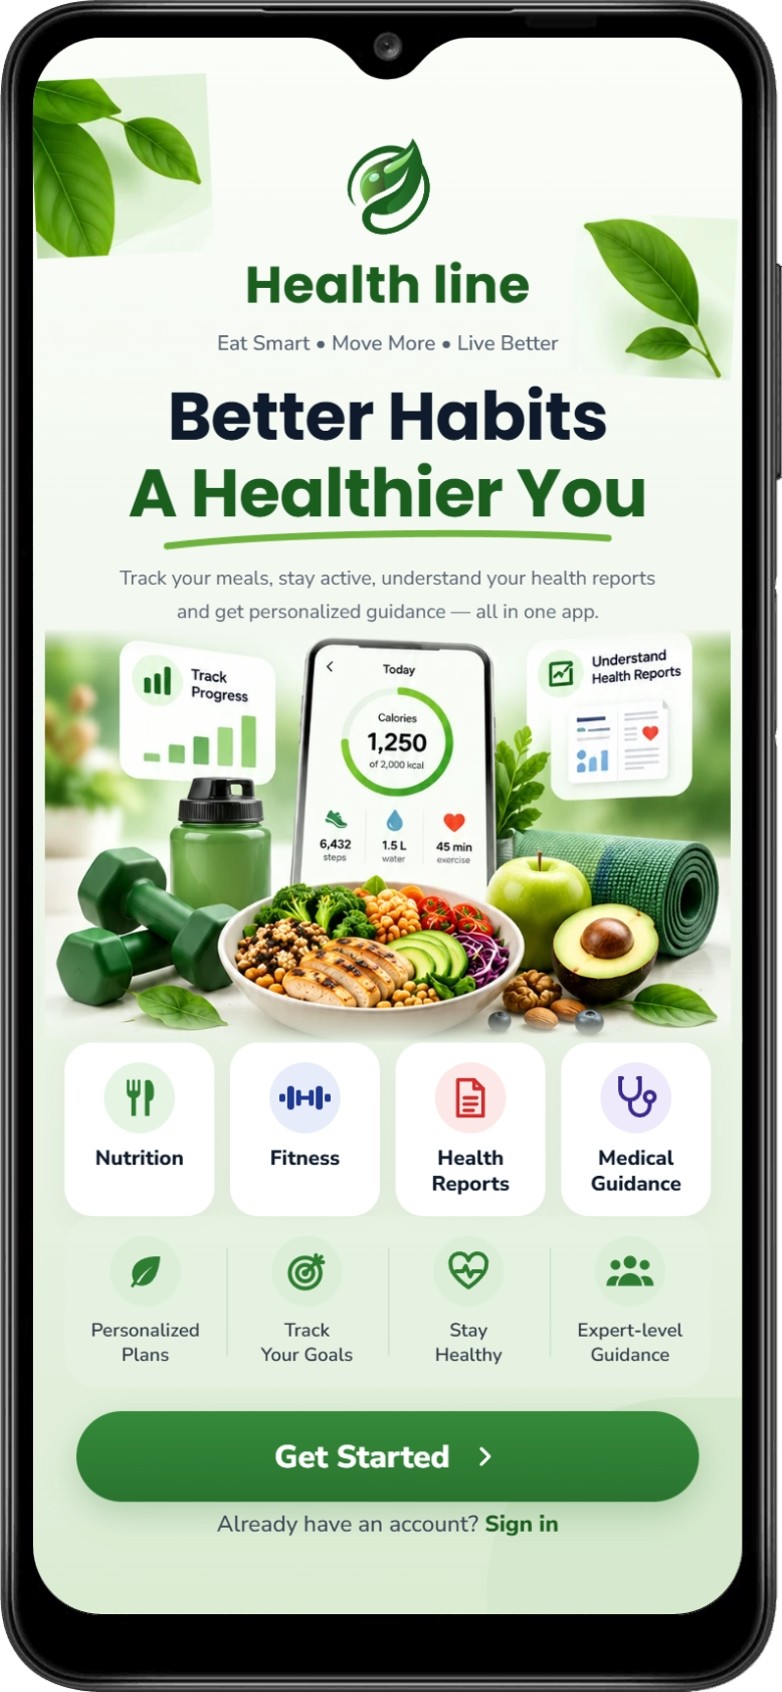 Health line
Eat Smart • Move More • Live Better
Better Habits
A Healthier You
Track your meals, stay active, understand your health reports
and get personalized guidance — all in one app.
Track
Progress
Today
Calories
1,250
of 2,000 kcal
6,432
steps
1.5 L
water
45 min
exercise
Understand
Health Reports
Nutrition
Fitness
Health
Reports
Medical
Guidance
Personalized
Plans
Track
Your Goals
Stay
Healthy
Expert-level
Guidance
Get Started
Already have an account? Sign in